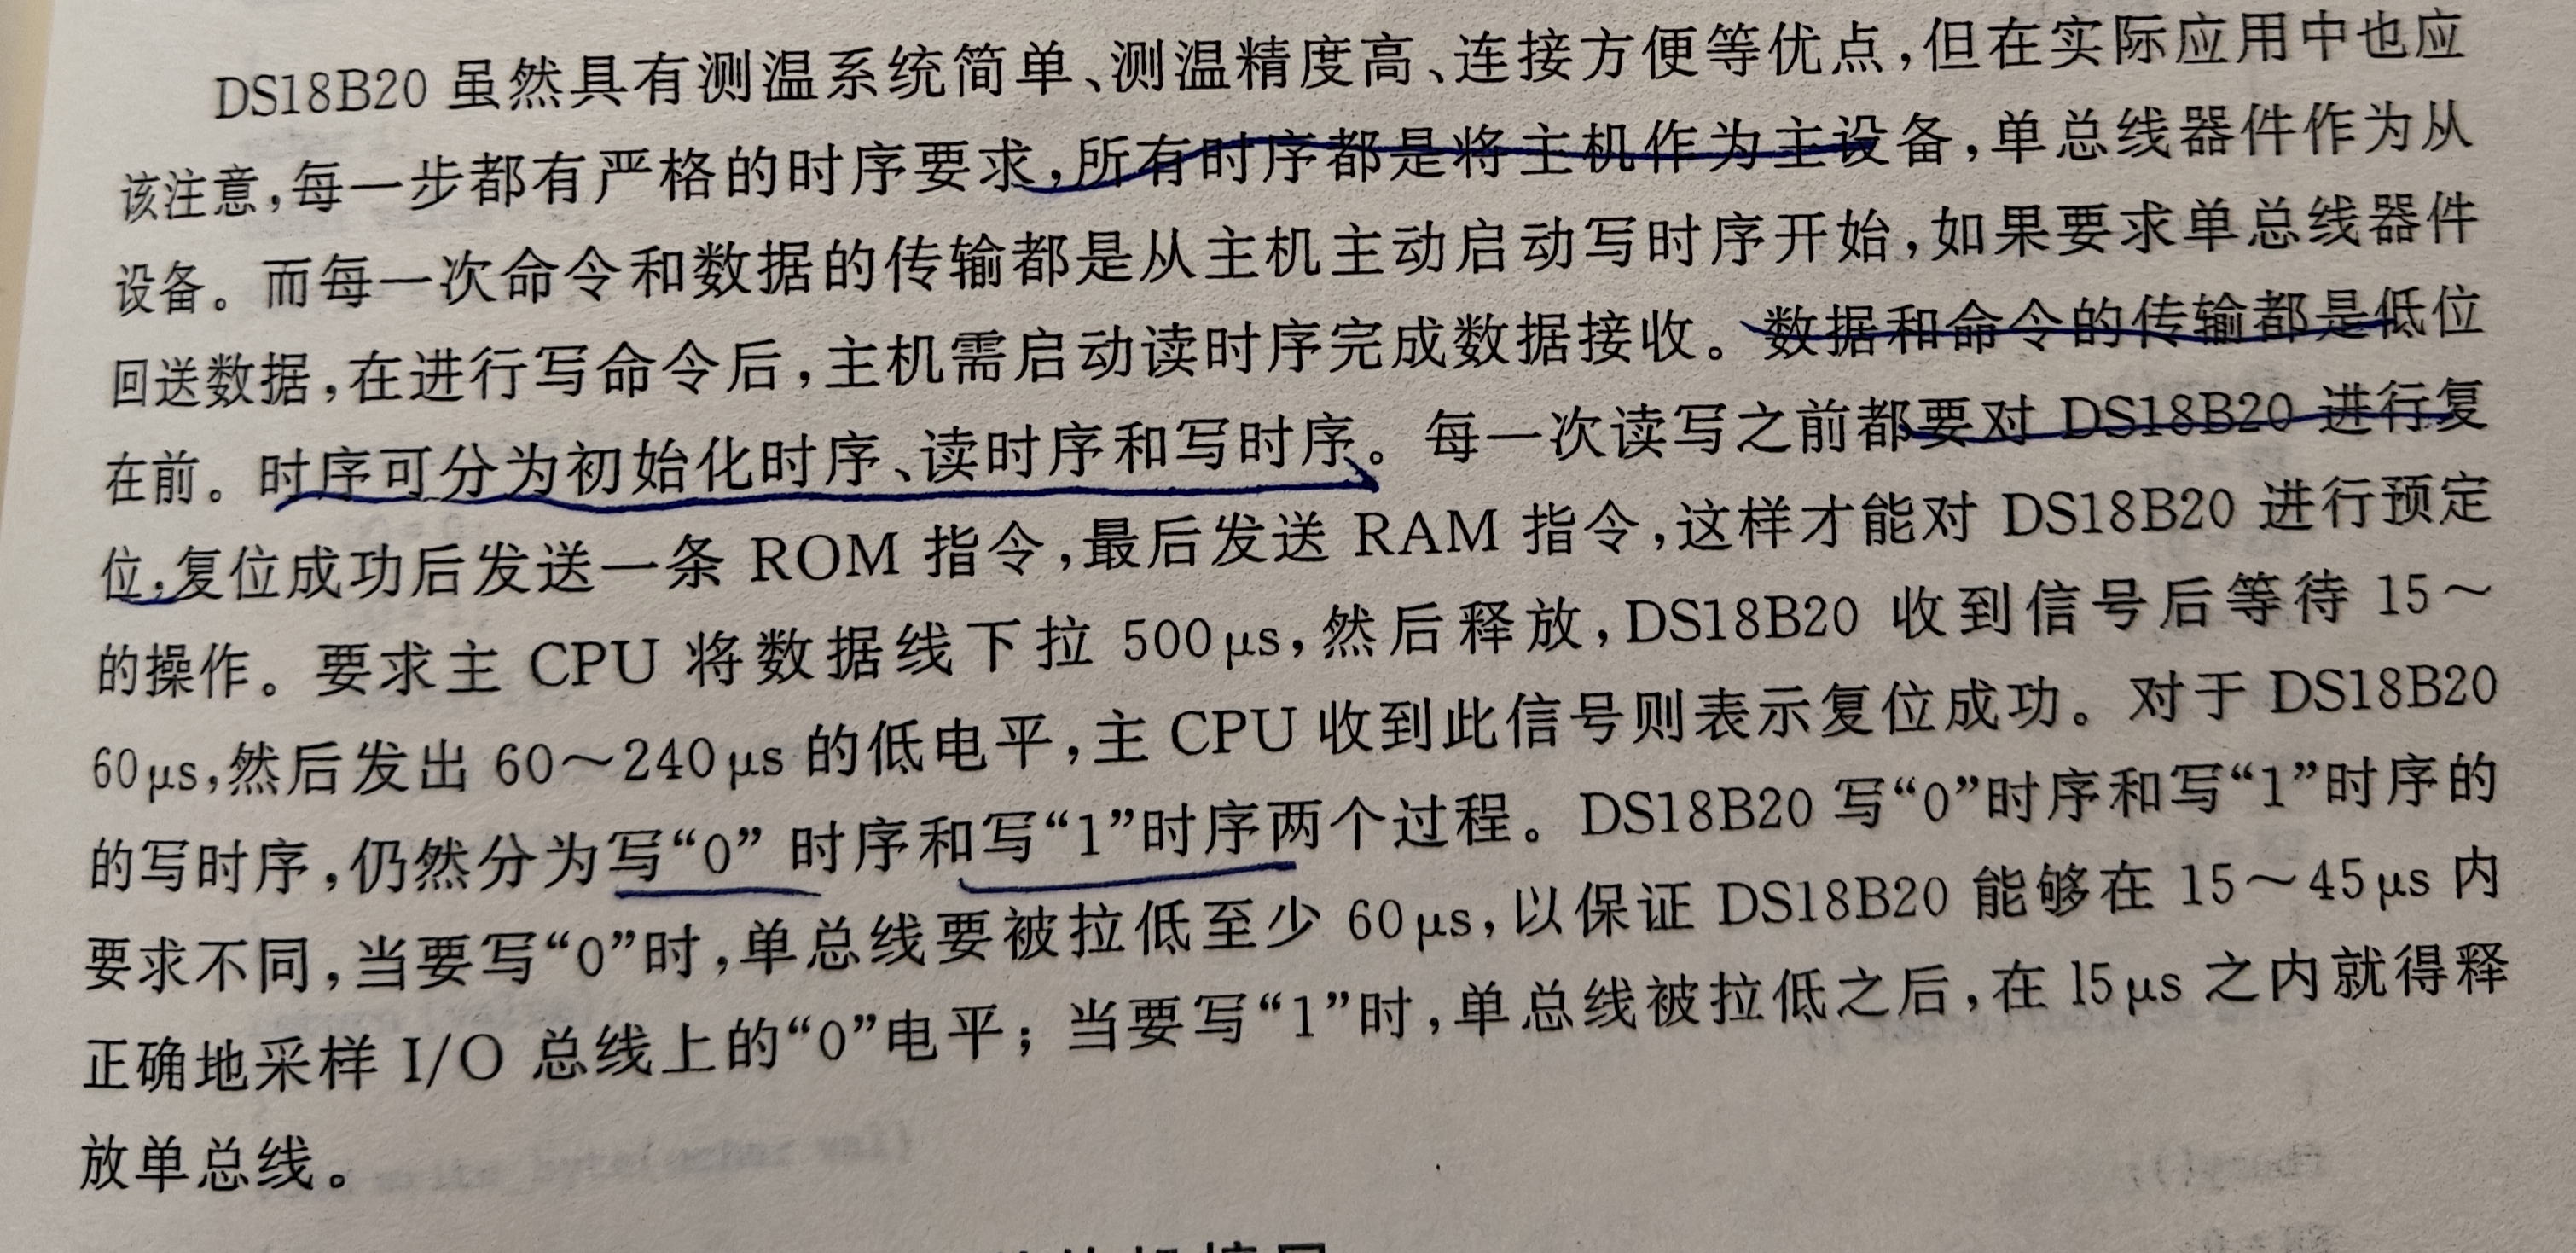 DS18B20 虽然具有测温系统简单、测温精度高、连接方便等优点,但在实际应用中也应
该注意,每一步都有严格的时序要求,所有时序都是将主机作为主设备,单总线器件作为从
设备。而每一次命令和数据的传输都是从主机主动启动写时序开始,如果要求单总线器件
回送数据,在进行写命令后,主机需启动读时序完成数据接收。数据和命令的传输都是低位
在前。时序可分为初始化时序、读时序和写时序。每一次读写之前都要对 DS18B20 进行复
位,复位成功后发送一条 ROM 指令,最后发送 RAM 指令,这样才能对 DS18B20 进行预定
的操作。要求主 CPU 将数据线下拉 500μs,然后释放,DS18B20 收到信号后等待 15～
60μs,然后发出 60～240μs 的低电平,主 CPU 收到此信号则表示复位成功。对于 DS18B20
的写时序,仍然分为写“0” 时序和写“1”时序两个过程。DS18B20 写“0”时序和写“1”时序的
要求不同,当要写“0”时,单总线要被拉低至少 60μs,以保证 DS18B20 能够在 15～45μs 内
正确地采样 I/O 总线上的“0”电平；当要写“1”时,单总线被拉低之后,在 15μs 之内就得释
放单总线。